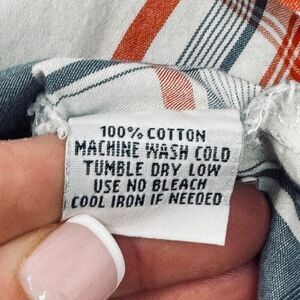 100% COTTON
MACHINE WASH COLD
TUMBLE DRY LOW
USE NO BLEACH
COOL IRON IF NEEDED